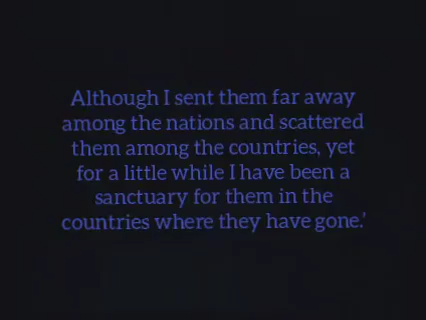 Although I sent them far away
among the nations and scattered
them among the countries, yet
for a little while I have been a
sanctuary for them in the
countries where they have gone.’